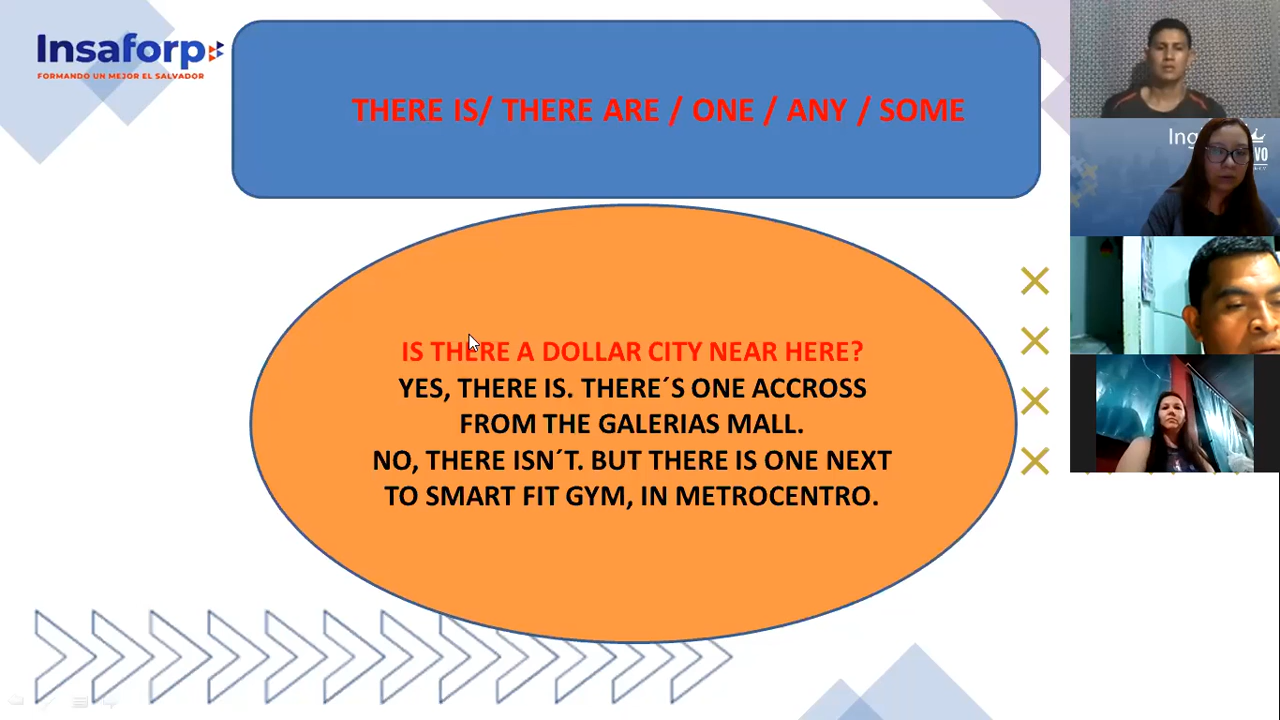 Insaforp
FORMANDO UN MEJOR EL SALVADOR
THERE IS/ THERE ARE / ONE / ANY / SOME
IS THERE A DOLLAR CITY NEAR HERE?
YES, THERE IS. THERE´S ONE ACCROSS
FROM THE GALERIAS MALL.
NO, THERE ISN´T. BUT THERE IS ONE NEXT
TO SMART FIT GYM, IN METROCENTRO.
Ing
VO